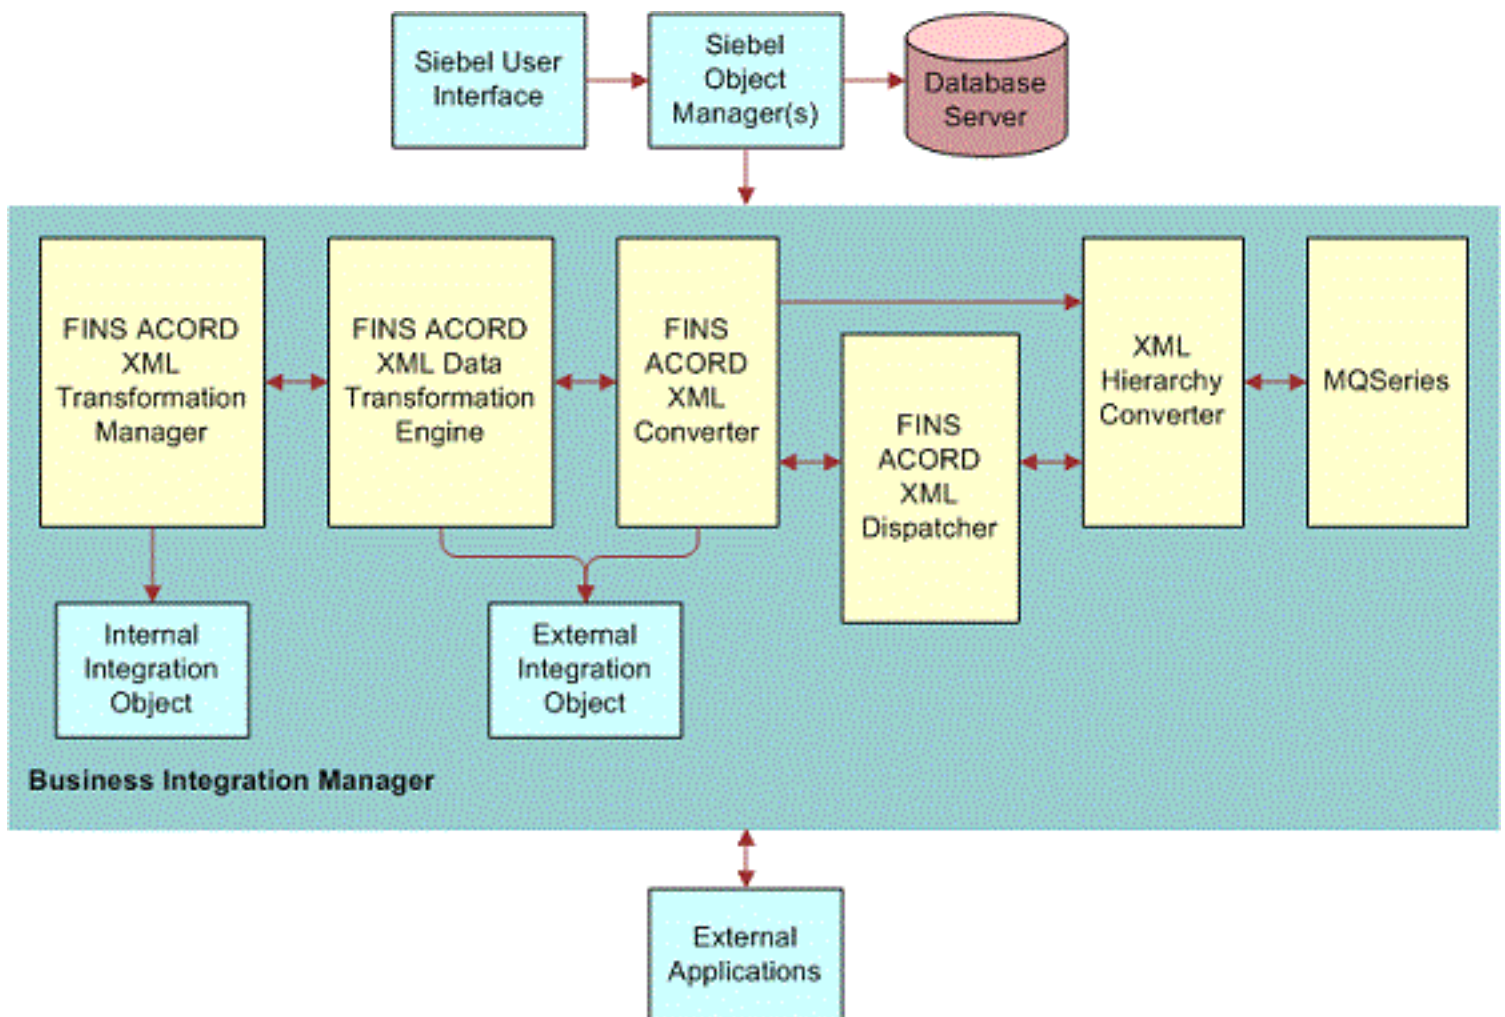 Siebel User
Interface
Siebel
Object
Manager(s)
Database
Server
FINS ACORD
XML
Transformation
Manager
FINS ACORD
XML Data
Transformation
Engine
FINS
ACORD
XML
Converter
FINS
ACORD
XML
Dispatcher
XML
Hierarchy
Converter
MQSeries
Internal
Integration
Object
External
Integration
Object
Business Integration Manager
External
Applications